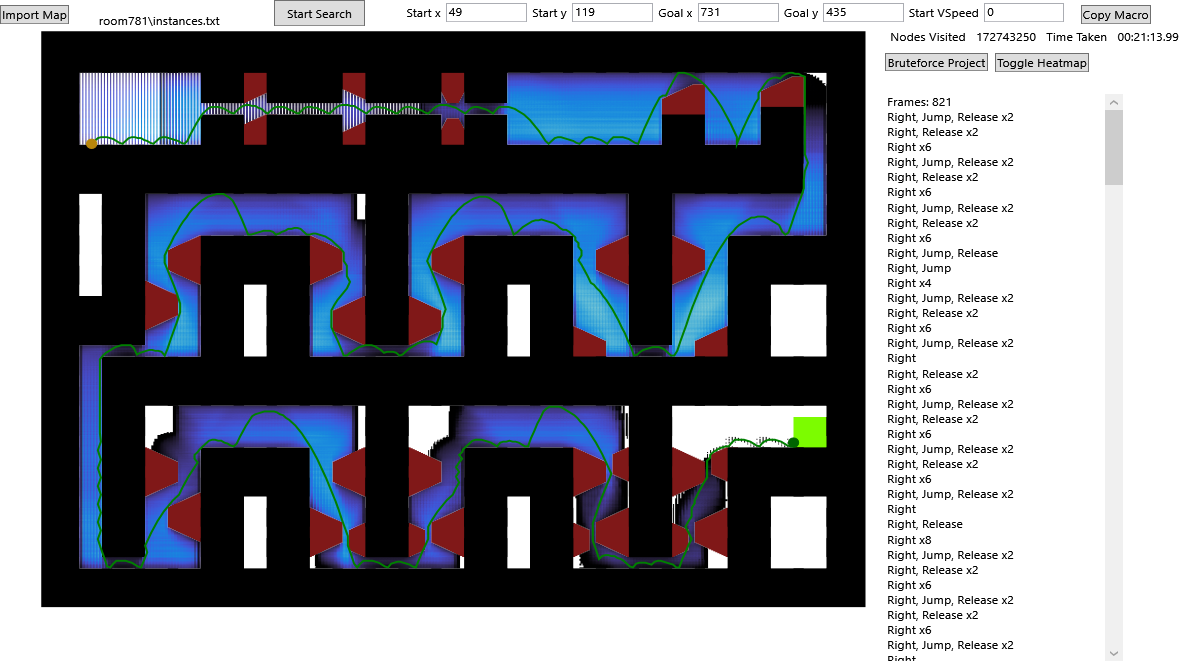 Import Map
room781\instances.txt
Start Search
Start x 49 Start y 119 Goal x 731 Goal y 435 Start VSpeed 0
Copy Macro
Nodes Visited 172743250 Time Taken 00:21:13.99
Bruteforce Project Toggle Heatmap
Frames: 821
Right, Jump, Release x2
Right, Release x2
Right x6
Right, Jump, Release x2
Right, Release x2
Right x6
Right, Jump, Release x2
Right, Release x2
Right x6
Right, Jump, Release
Right, Jump
Right x4
Right, Jump, Release x2
Right, Release x2
Right x6
Right, Jump, Release x2
Right
Right, Release x2
Right x6
Right, Jump, Release x2
Right, Release x2
Right x6
Right, Jump, Release x2
Right, Release x2
Right x6
Right, Jump, Release x2
Right
Right, Release
Right x8
Right, Jump, Release x2
Right, Release x2
Right x6
Right, Jump, Release x2
Right, Release x2
Right x6
Right, Jump, Release x2
Right